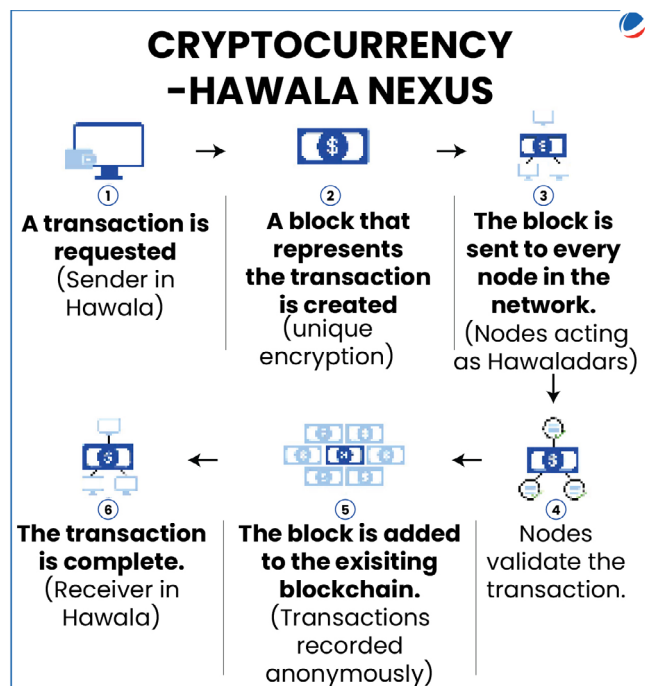 CRYPTOCURRENCY
-HAWALA NEXUS
1
A transaction is
requested
(Sender in
Hawala)
2
A block that
represents
the transaction
is created
(unique
encryption)
3
The block is
sent to every
node in the
network.
(Nodes acting
as Hawaladars)
4
Nodes
validate the
transaction.
5
The block is added
to the exisiting
blockchain.
(Transactions
recorded
anonymously)
6
The transaction
is complete.
(Receiver in
Hawala)